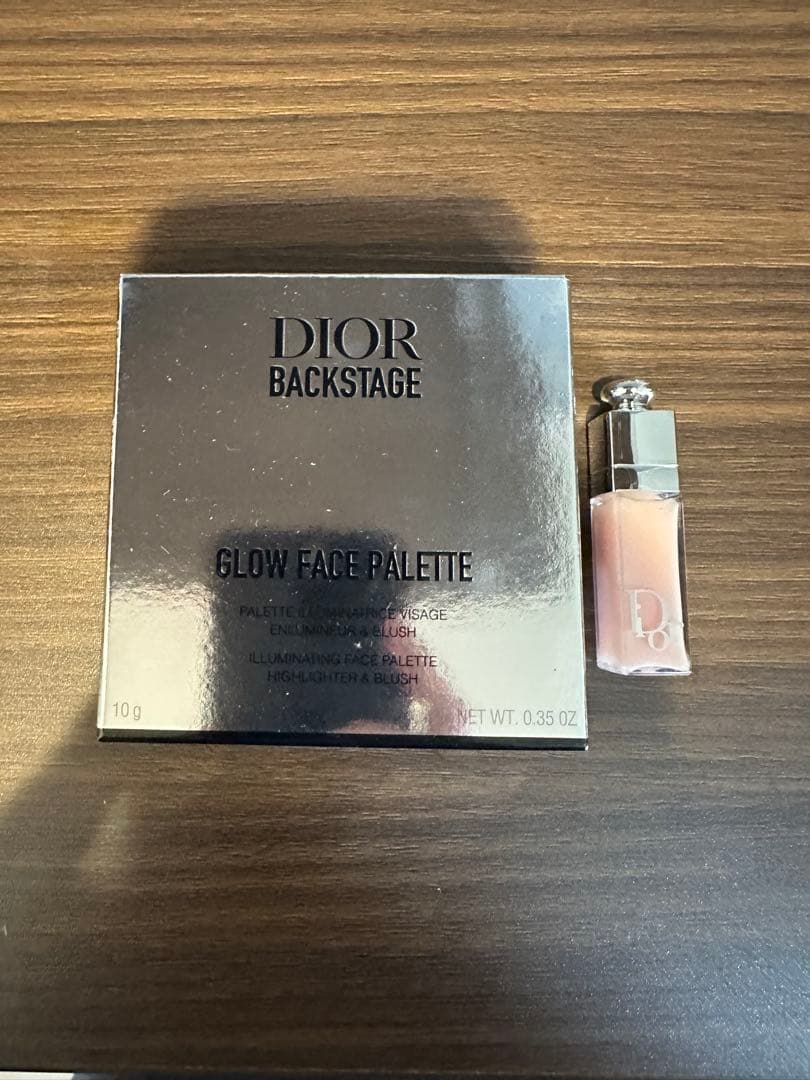 DIOR
BACKSTAGE
GLOW FACE PALETTE
PALETTE ILLUMINATRICE VISAGE
ENLUMINEUR & BLUSH
ILLUMINATING FACE PALETTE
HIGHLIGHTER & BLUSH
10 g
NET WT. 0.35 OZ
Dio